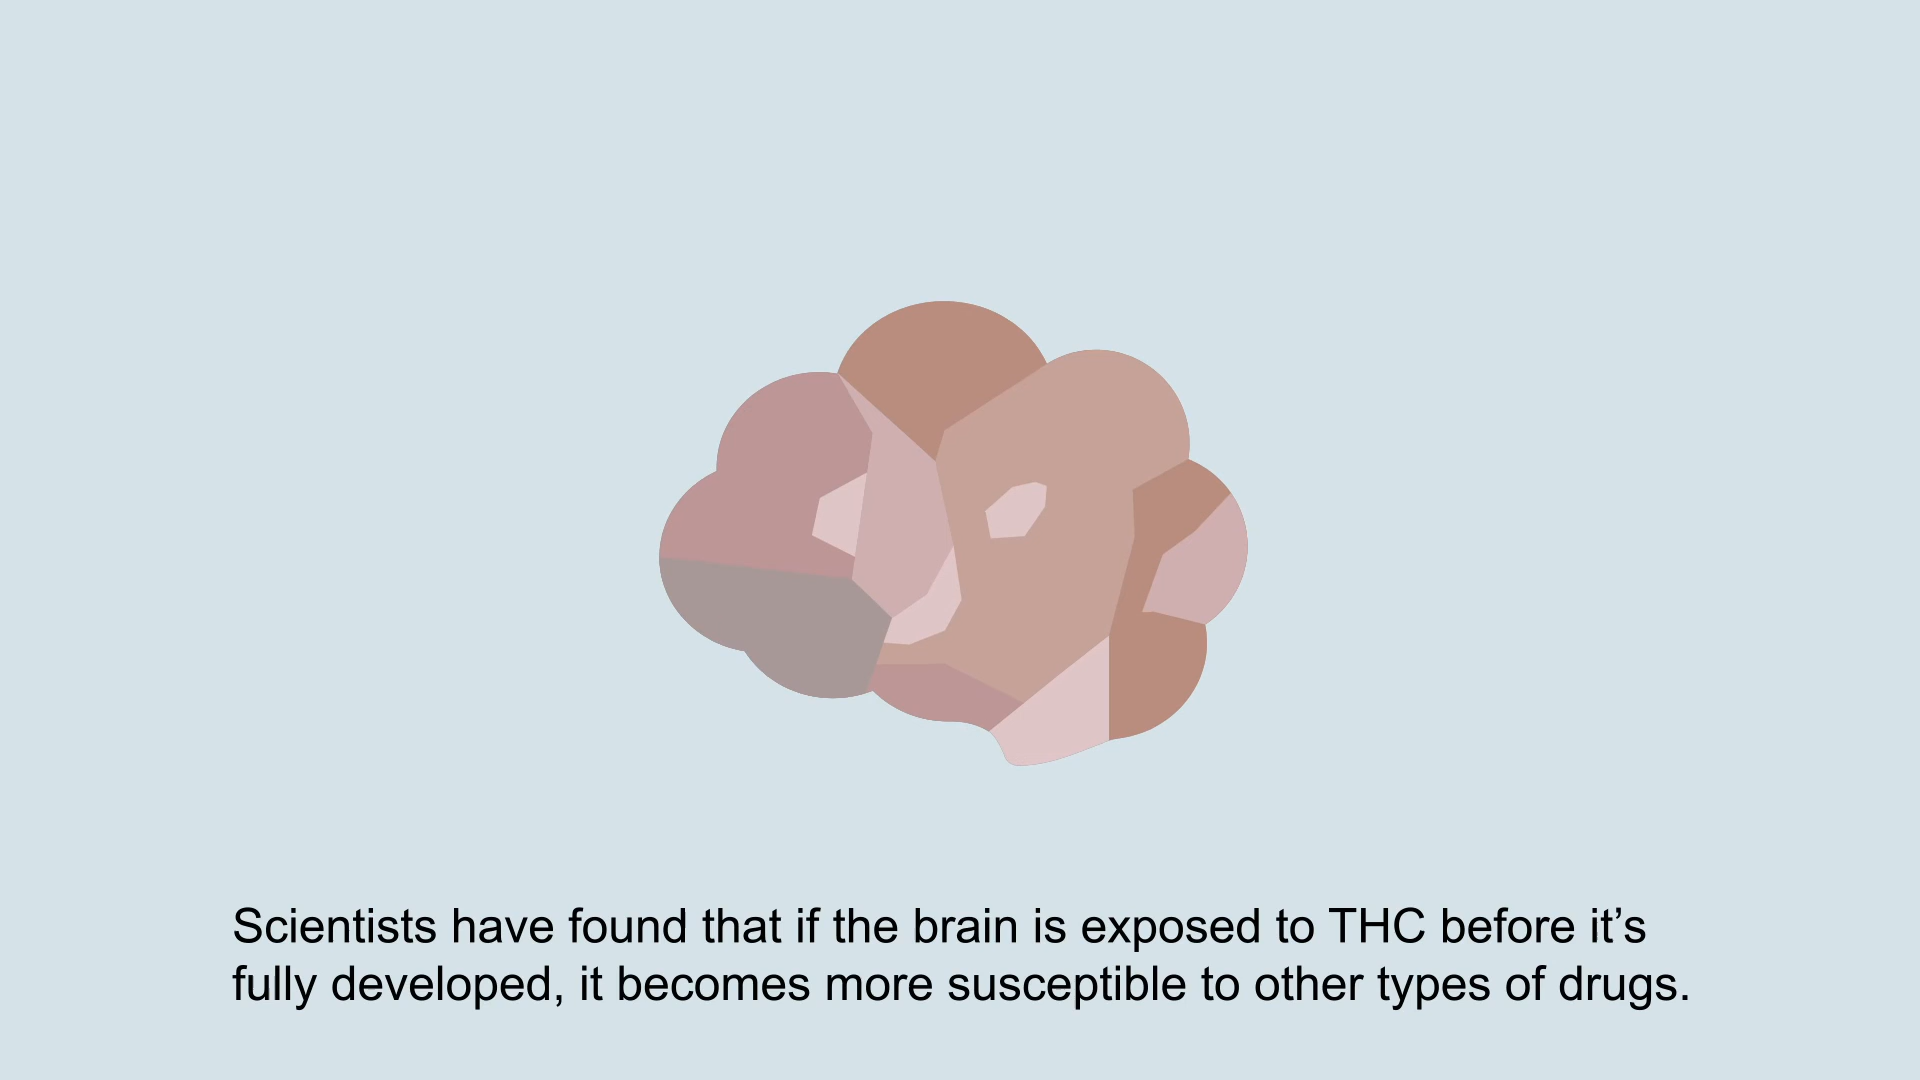 Scientists have found that if the brain is exposed to THC before it’s
fully developed, it becomes more susceptible to other types of drugs.